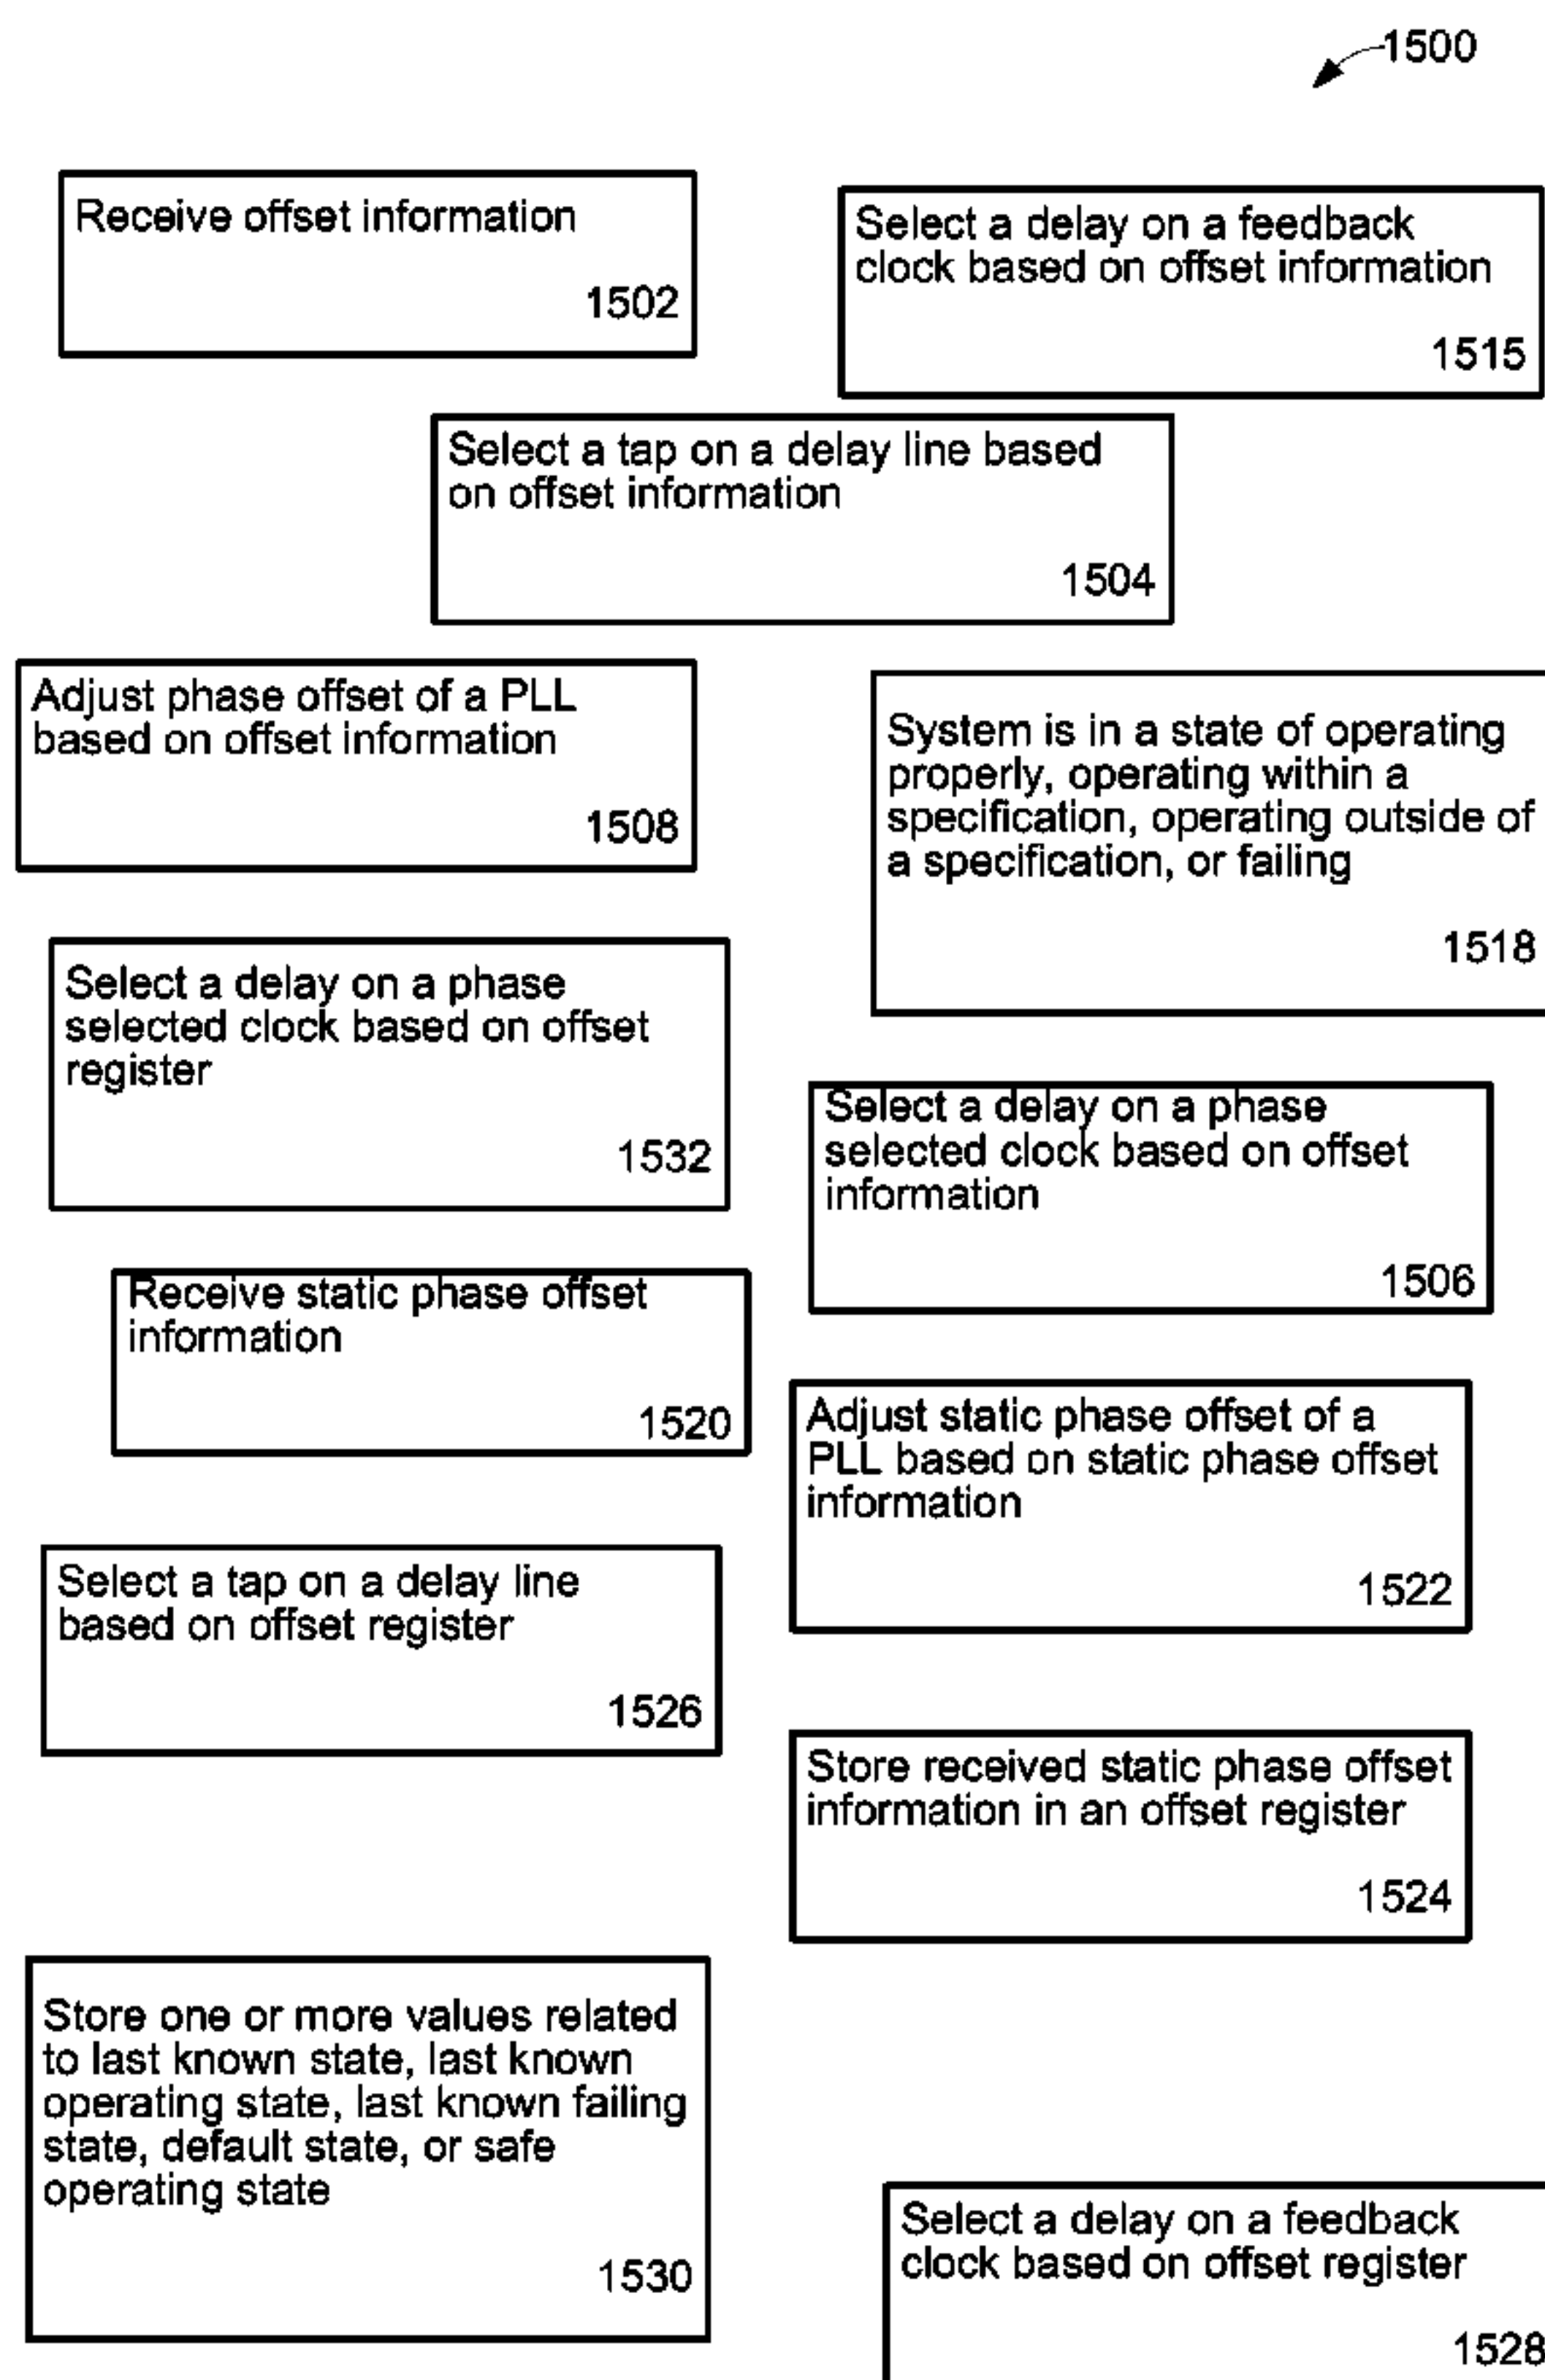 1500
Receive offset information
1502
Select a delay on a feedback
clock based on offset information
1515
Select a tap on a delay line based
on offset information
1504
Adjust phase offset of a PLL
based on offset information
1508
System is in a state of operating
properly, operating within a
specification, operating outside of
a specification, or failing
1518
Select a delay on a phase
selected clock based on offset
register
1532
Select a delay on a phase
selected clock based on offset
information
1506
Receive static phase offset
information
1520
Adjust static phase offset of a
PLL based on static phase offset
information
1522
Select a tap on a delay line
based on offset register
1526
Store received static phase offset
information in an offset register
1524
Store one or more values related
to last known state, last known
operating state, last known failing
state, default state, or safe
operating state
1530
Select a delay on a feedback
clock based on offset register
1528